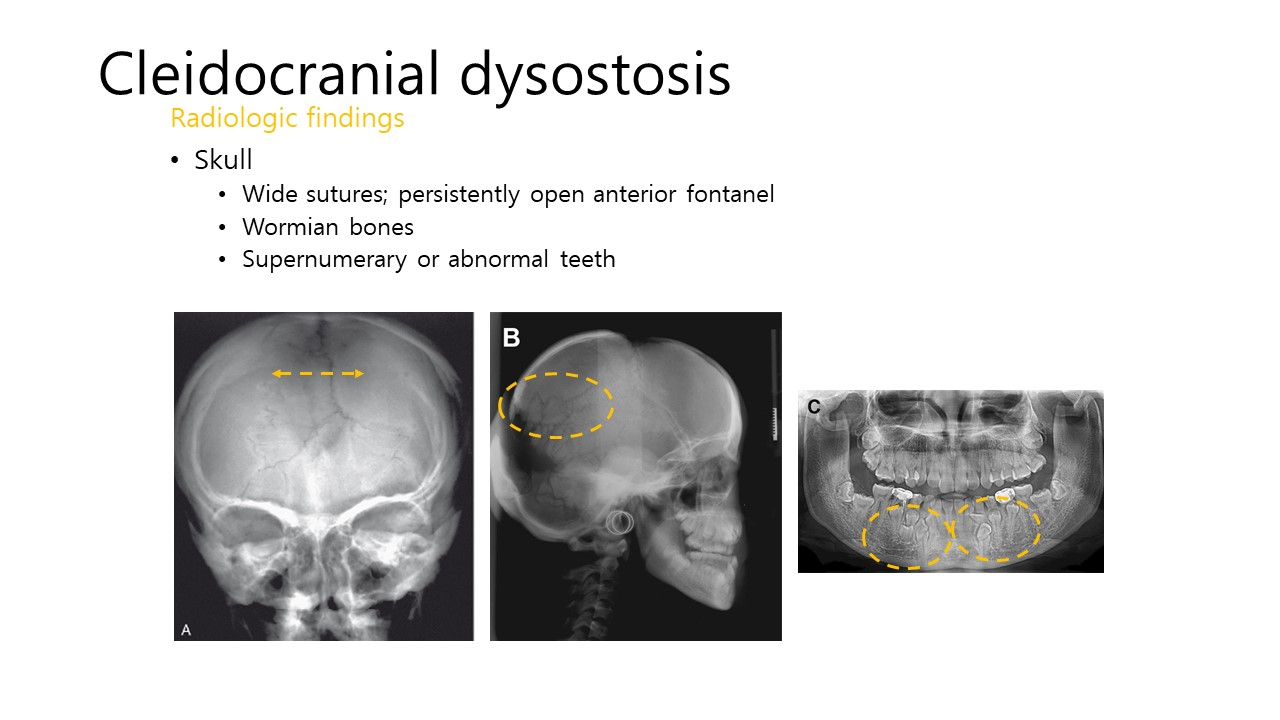 Cleidocranial dysostosis
Radiologic findings
• Skull
• Wide sutures; persistently open anterior fontanel
• Wormian bones
• Supernumerary or abnormal teeth
A
B
C